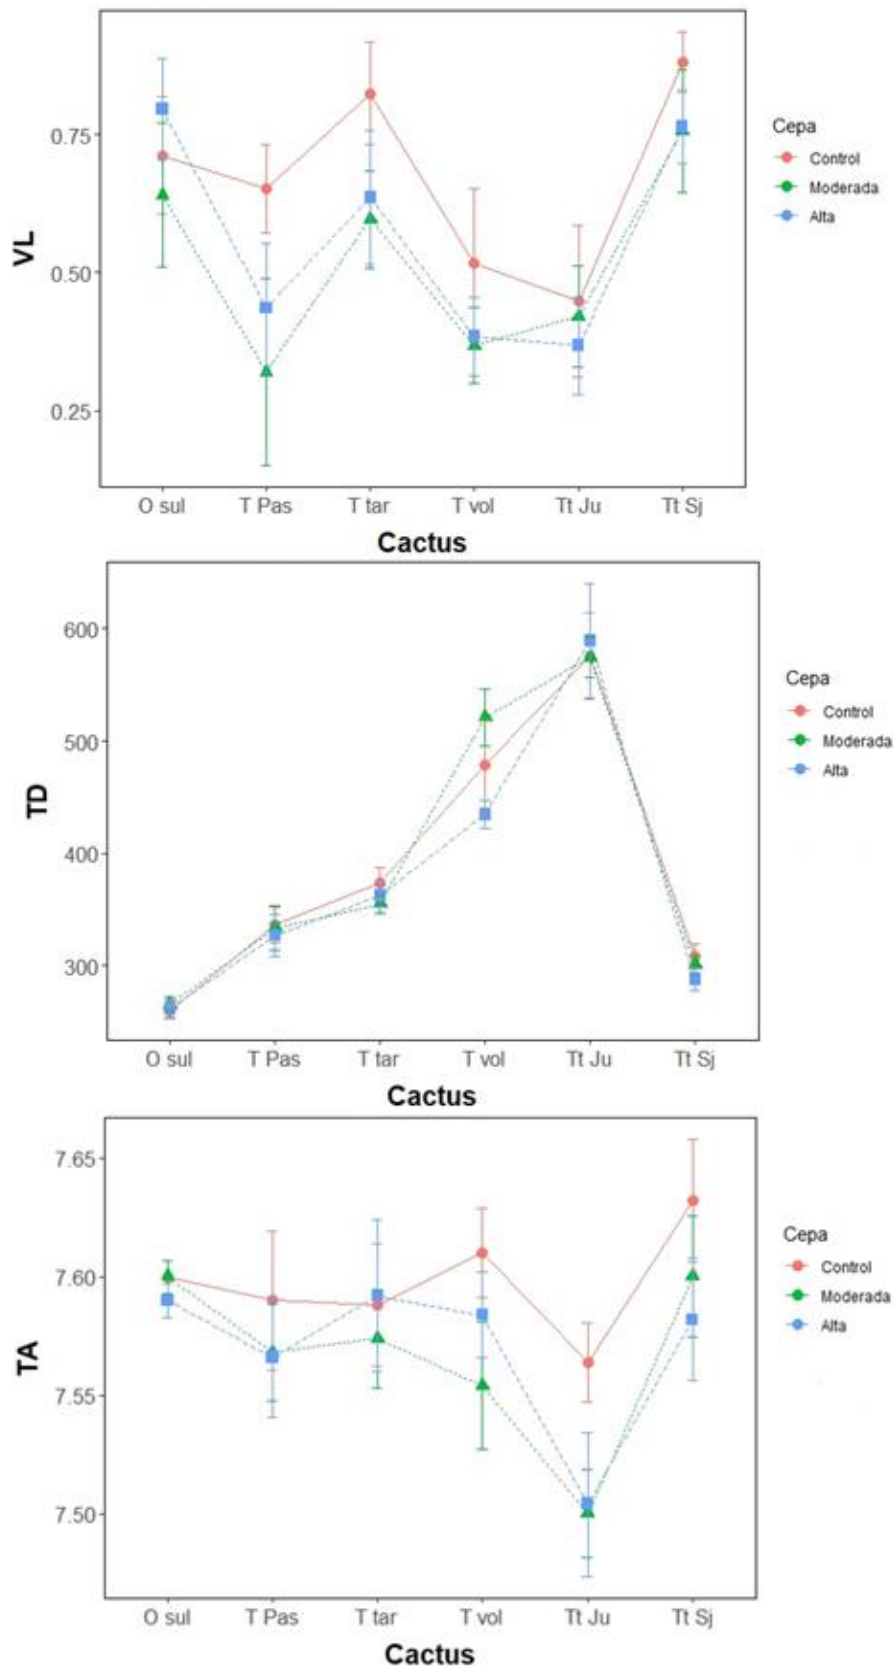 VL
0.75
0.50
0.25
O sul T Pas T tar T vol Tt Ju Tt Sj
Cactus
Cepa
Control
Moderada
Alta
TD
600
500
400
300
O sul T Pas T tar T vol Tt Ju Tt Sj
Cactus
Cepa
Control
Moderada
Alta
TA
7.65
7.60
7.55
7.50
O sul T Pas T tar T vol Tt Ju Tt Sj
Cactus
Cepa
Control
Moderada
Alta